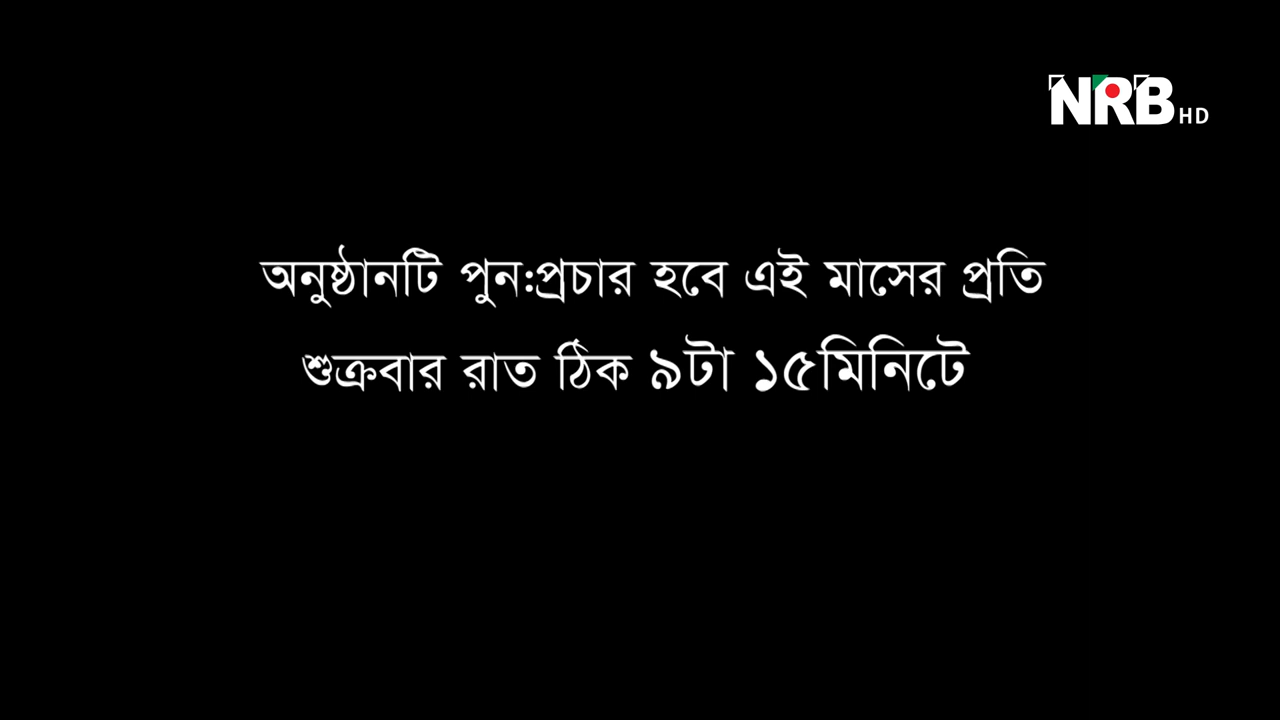 NRB HD
অনুষ্ঠানটি পুন:প্রচার হবে এই মাসের প্রতি
শুক্রবার রাত ঠিক ৯টা ১৫মিনিটে